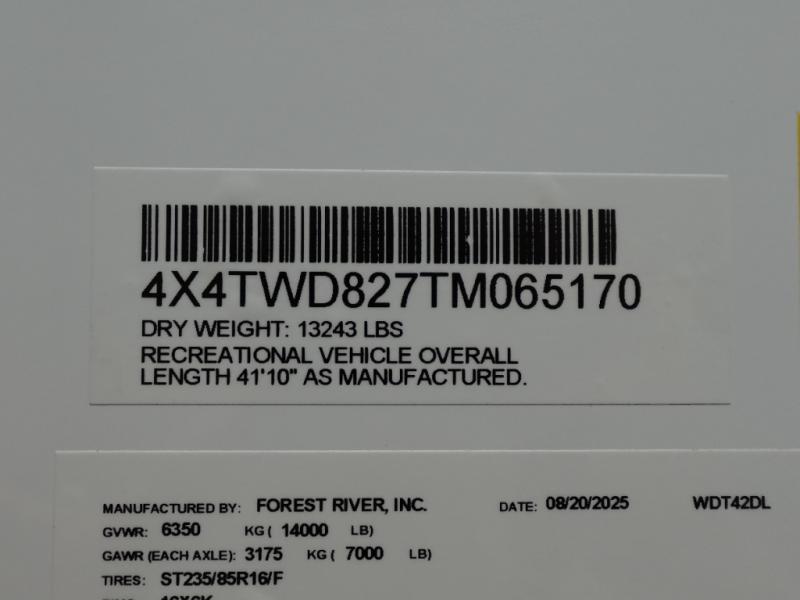 4X4TWD827TM065170
DRY WEIGHT: 13243 LBS
RECREATIONAL VEHICLE OVERALL
LENGTH 41'10" AS MANUFACTURED.
MANUFACTURED BY: FOREST RIVER, INC. DATE: 08/20/2025 WDT42DL
GVWR: 6350 KG ( 14000 LB)
GAWR (EACH AXLE): 3175 KG ( 7000 LB)
TIRES: ST235/85R16/F